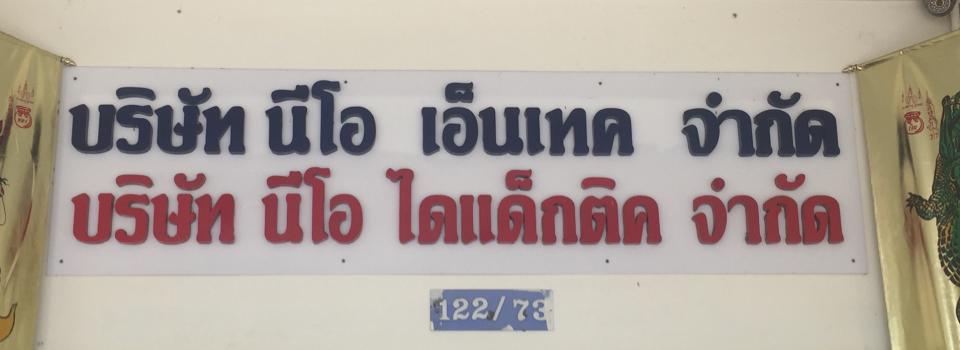 บริษัท นีโอ เอ็นเทค จำกัด
บริษัท นีโอ ไดแด็กติค จำกัด
122/73